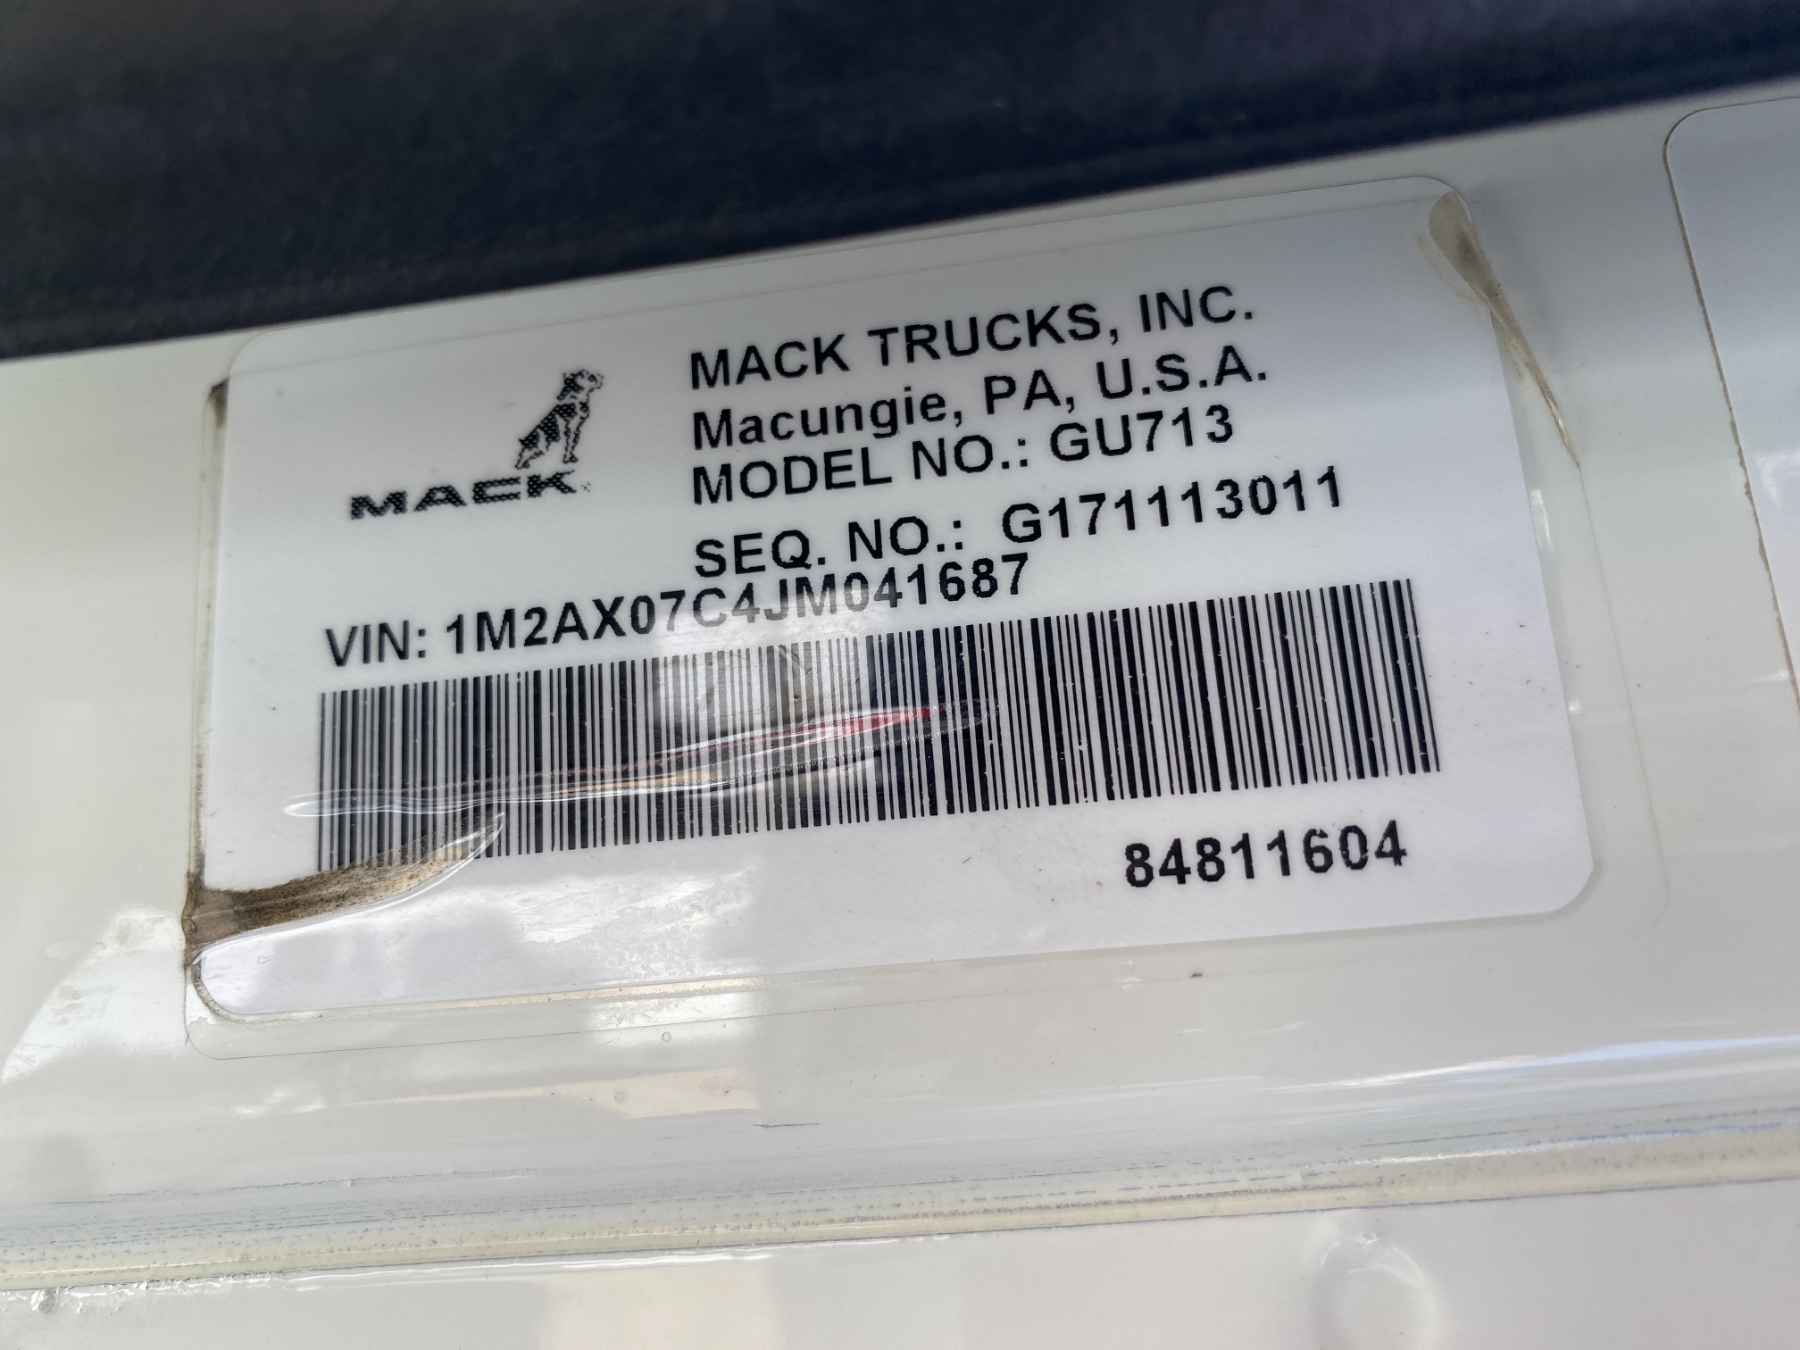 MACK TRUCKS, INC.
Macungie, PA, U.S.A.
MODEL NO.: GU713
MACK
SEQ. NO.: G171113011
VIN: 1M2AX07C4JM041687
84811604